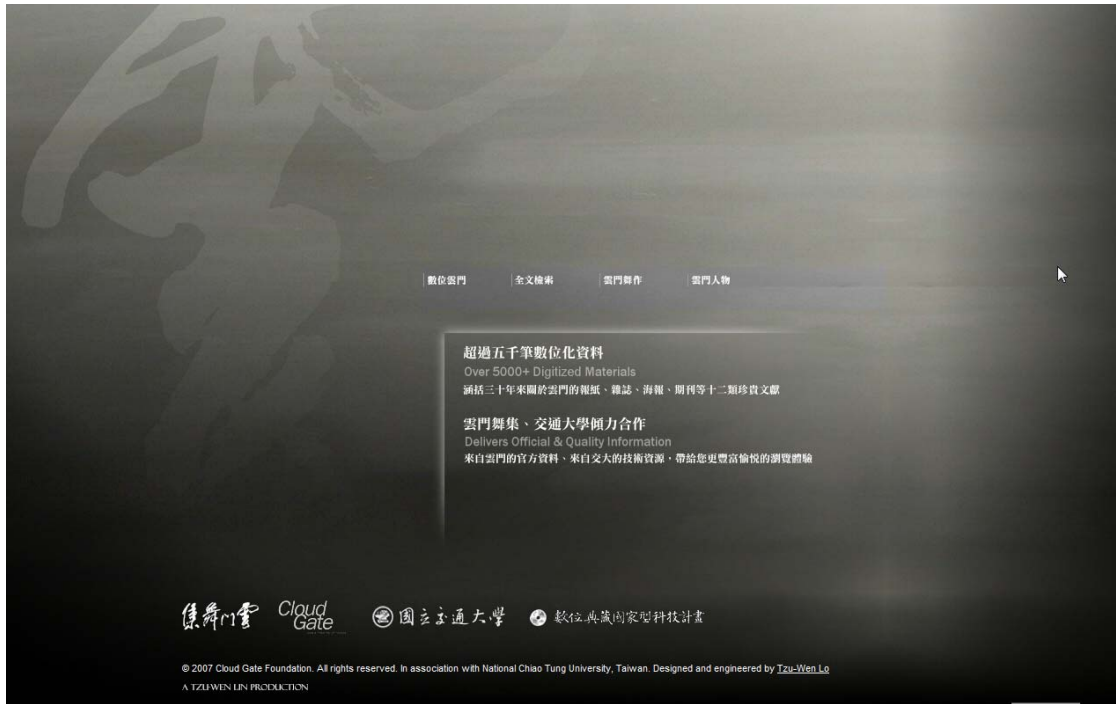 數位雲門 全文檢索 雲門舞作 雲門人物
超過五千筆數位化資料
Over 5000+ Digitized Materials
涵括三十年來關於雲門的報紙、雜誌、海報、期刊等十二類珍貴文獻
雲門舞集、交通大學傾力合作
Delivers Official & Quality Information
來自雲門的官方資料、來自交大的技術資源，帶給您更豐富愉悅的瀏覽體驗
集舞門雲 Cloud Gate 國立交通大學 數位典藏國家型科技計畫
© 2007 Cloud Gate Foundation. All rights reserved. In association with National Chiao Tung University, Taiwan. Designed and engineered by Tzu-Wen Lo
A TZU-WEN LIN PRODUCTION